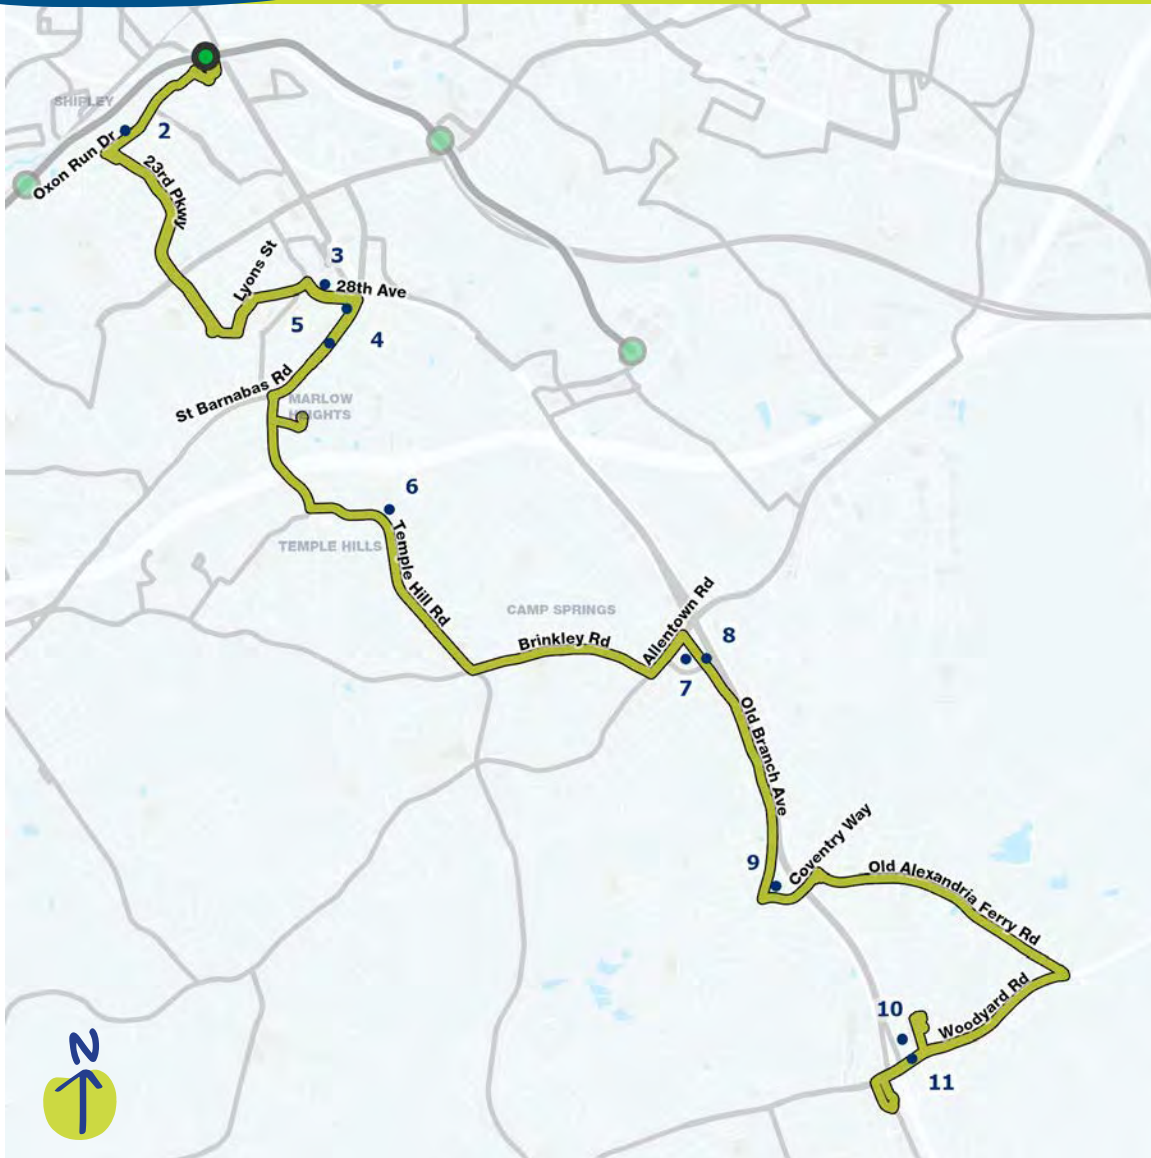 SHIPLEY
2
Oxon Run Dr
23rd Pkwy
Lyons St
3
28th Ave
5
4
St Barnabas Rd
MARLOW
HEIGHTS
6
TEMPLE HILLS
Temple Hill Rd
CAMP SPRINGS
Brinkley Rd
Allentown Rd
8
7
Old Branch Ave
9
Coventry Way
Old Alexandria Ferry Rd
10
Woodyard Rd
11
N